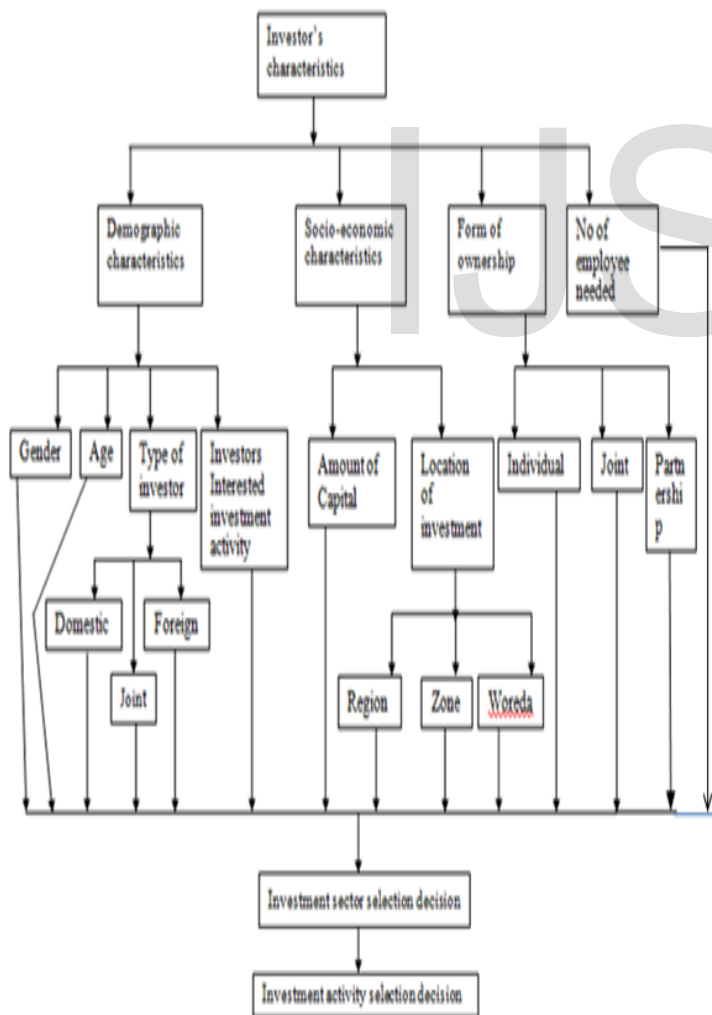 Investor's
characteristics
IJS
Demographic
characteristics
Socio-economic
characteristics
Form of
ownership
No of
employee
needed
Gender
Age
Type of
investor
Investors
Interested
investment
activity
Amount of
Capital
Location
of
investment
Individual
Joint
Partn
ershi
p
Domestic
Foreign
Joint
Region
Zone
Woreda
Investment sector selection decision
Investment activity selection decision